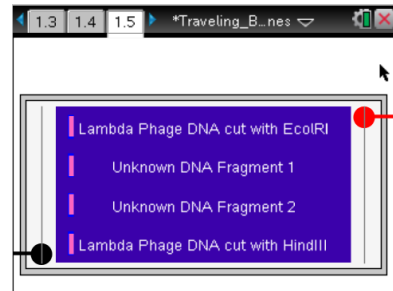 1.3 1.4 1.5 *Traveling_B...nes
Lambda Phage DNA cut with EcolRI
Unknown DNA Fragment 1
Unknown DNA Fragment 2
Lambda Phage DNA cut with HindIII